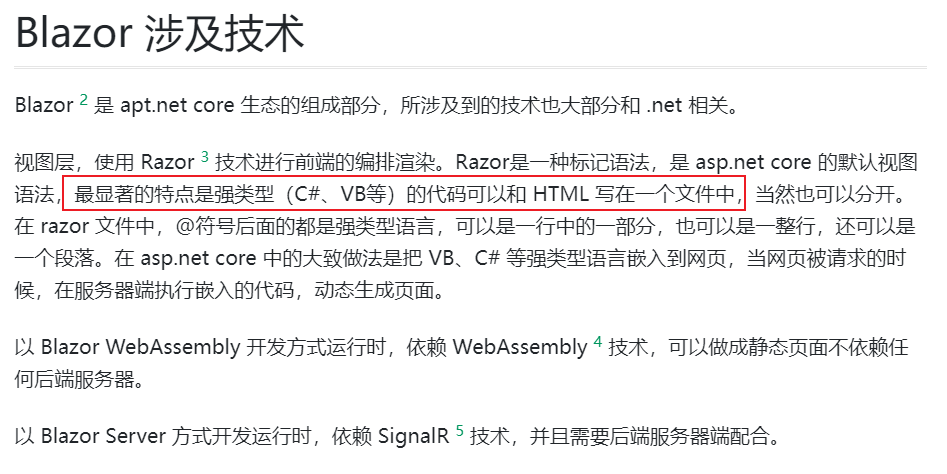 Blazor 涉及技术
Blazor 2 是 apt.net core 生态的组成部分，所涉及到的技术也大部分和 .net 相关。
视图层，使用 Razor 3 技术进行前端的编排渲染。Razor是一种标记语法，是 asp.net core 的默认视图
语法，最显著的特点是强类型（C#、VB等）的代码可以和 HTML 写在一个文件中，当然也可以分开。
在 razor 文件中，@符号后面的都是强类型语言，可以是一行中的一部分，也可以是一整行，还可以是
一个段落。在 asp.net core 中的大致做法是把 VB、C# 等强类型语言嵌入到网页，当网页被请求的时
候，在服务器端执行嵌入的代码，动态生成页面。
以 Blazor WebAssembly 开发方式运行时，依赖 WebAssembly 4 技术，可以做成静态页面不依赖任
何后端服务器。
以 Blazor Server 方式开发运行时，依赖 SignalR 5 技术，并且需要后端服务器端配合。